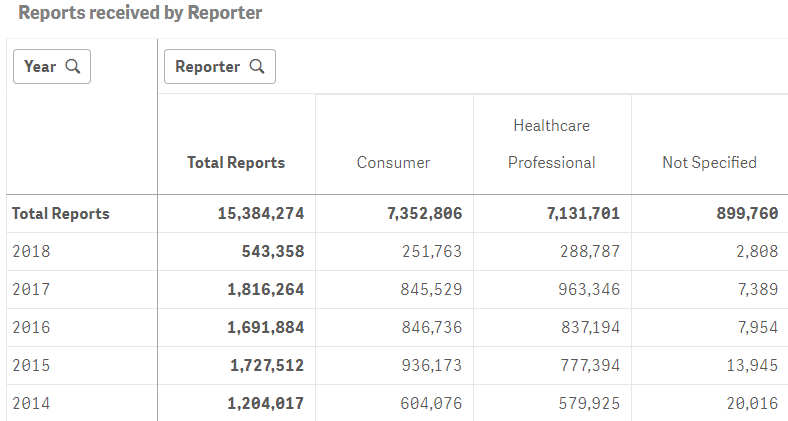 Reports received by Reporter
Year Reporter
Healthcare
Total Reports Consumer Professional Not Specified
Total Reports 15,384,274 7,352,806 7,131,701 899,760
2018 543,358 251,763 288,787 2,808
2017 1,816,264 845,529 963,346 7,389
2016 1,691,884 846,736 837,194 7,954
2015 1,727,512 936,173 777,394 13,945
2014 1,204,017 604,076 579,925 20,016